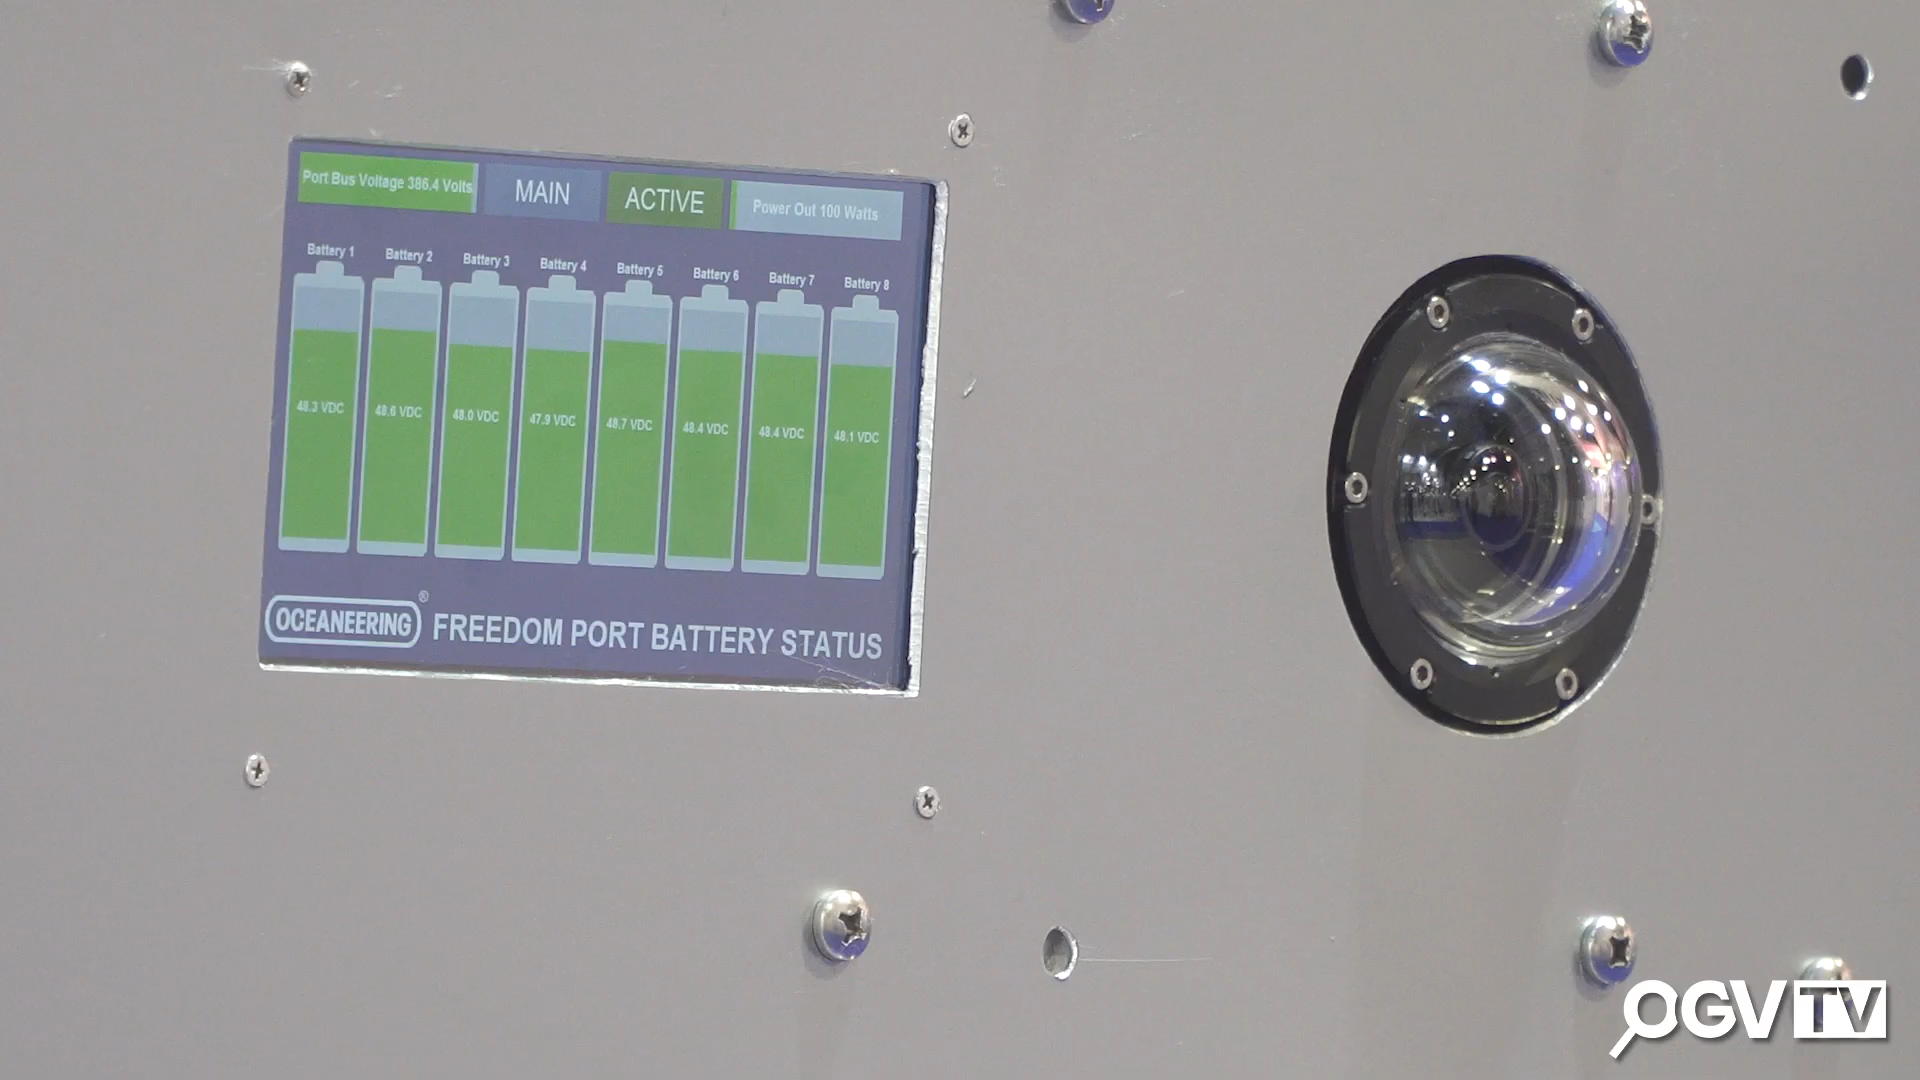 Port Bus Voltage 386.4 Volts
MAIN
ACTIVE
Power Out 100 Watts
Battery 1
Battery 2
Battery 3
Battery 4
Battery 5
Battery 6
Battery 7
Battery 8
48.3 VDC
48.6 VDC
48.0 VDC
47.9 VDC
48.7 VDC
48.4 VDC
48.4 VDC
48.1 VDC
OCEANEERING® FREEDOM PORT BATTERY STATUS
OGVTV